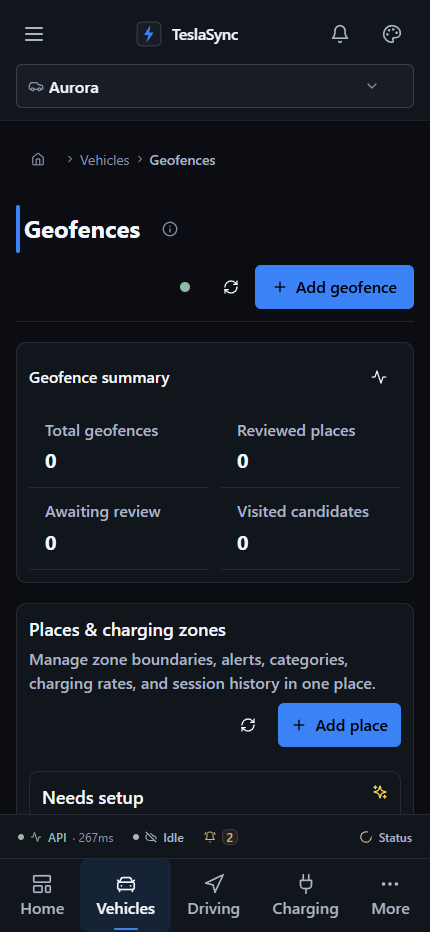 TeslaSync
Aurora
Vehicles > Geofences
Geofences
+ Add geofence
Geofence summary
Total geofences
0
Reviewed places
0
Awaiting review
0
Visited candidates
0
Places & charging zones
Manage zone boundaries, alerts, categories,
charging rates, and session history in one place.
+ Add place
Needs setup
API · 267ms
Idle
2
Status
Home
Vehicles
Driving
Charging
More